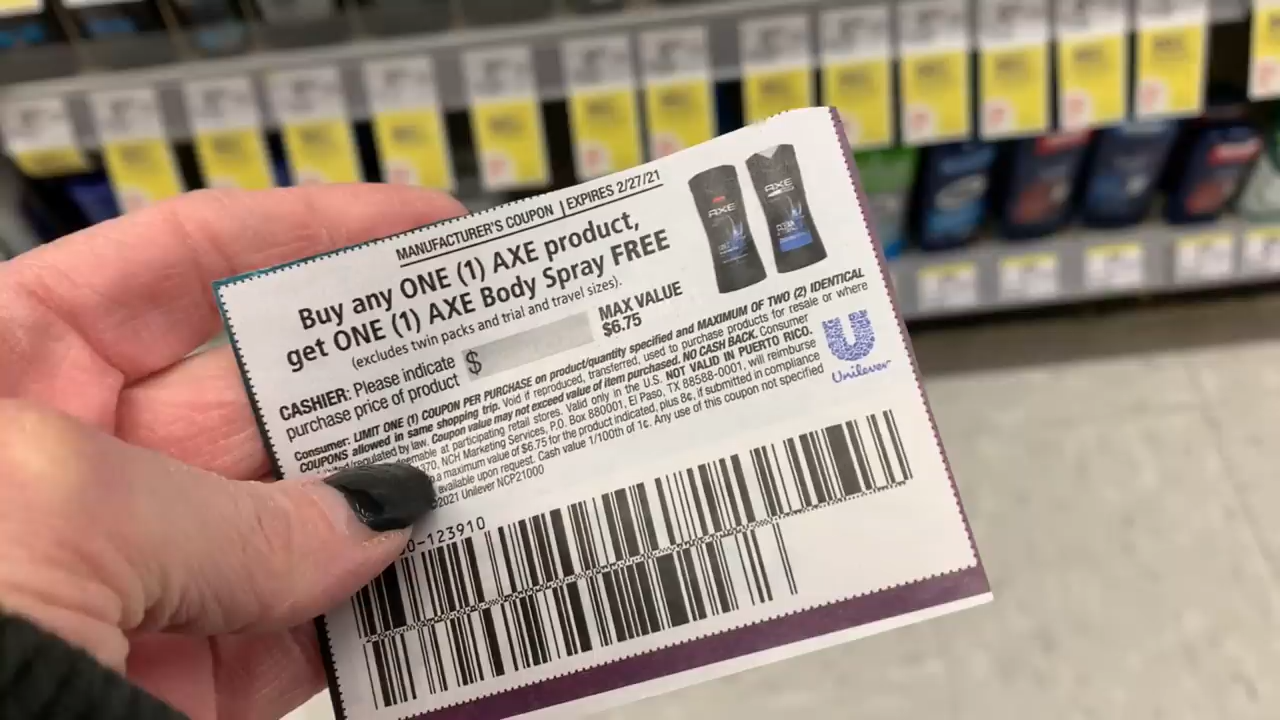 MANUFACTURER'S COUPON | EXPIRES 2/27/21
Buy any ONE (1) AXE product,
get ONE (1) AXE Body Spray FREE
(excludes twin packs and trial and travel sizes).
CASHIER: Please indicate
purchase price of product $
MAX VALUE
$6.75
AXE
AXE
Consumer: LIMIT ONE (1) COUPON PER PURCHASE on product/quantity specified and MAXIMUM OF TWO (2) IDENTICAL
COUPONS allowed in same shopping trip. Void if reproduced, transferred, used to purchase products for resale or where
regulated by law. Coupon value may not exceed value of item purchased. NO CASH BACK. Consumer
at participating retail stores. Valid only in the U.S. NOT VALID IN PUERTO RICO.
370, NCH Marketing Services, P.O. Box 880001, El Paso, TX 88588-0001, will reimburse
a maximum value of $6.75 for the product indicated, plus 8¢, if submitted in compliance
available upon request. Cash value 1/100th of 1¢. Any use of this coupon not specified
©2021 Unilever NCP21000
Unilever
0-123910